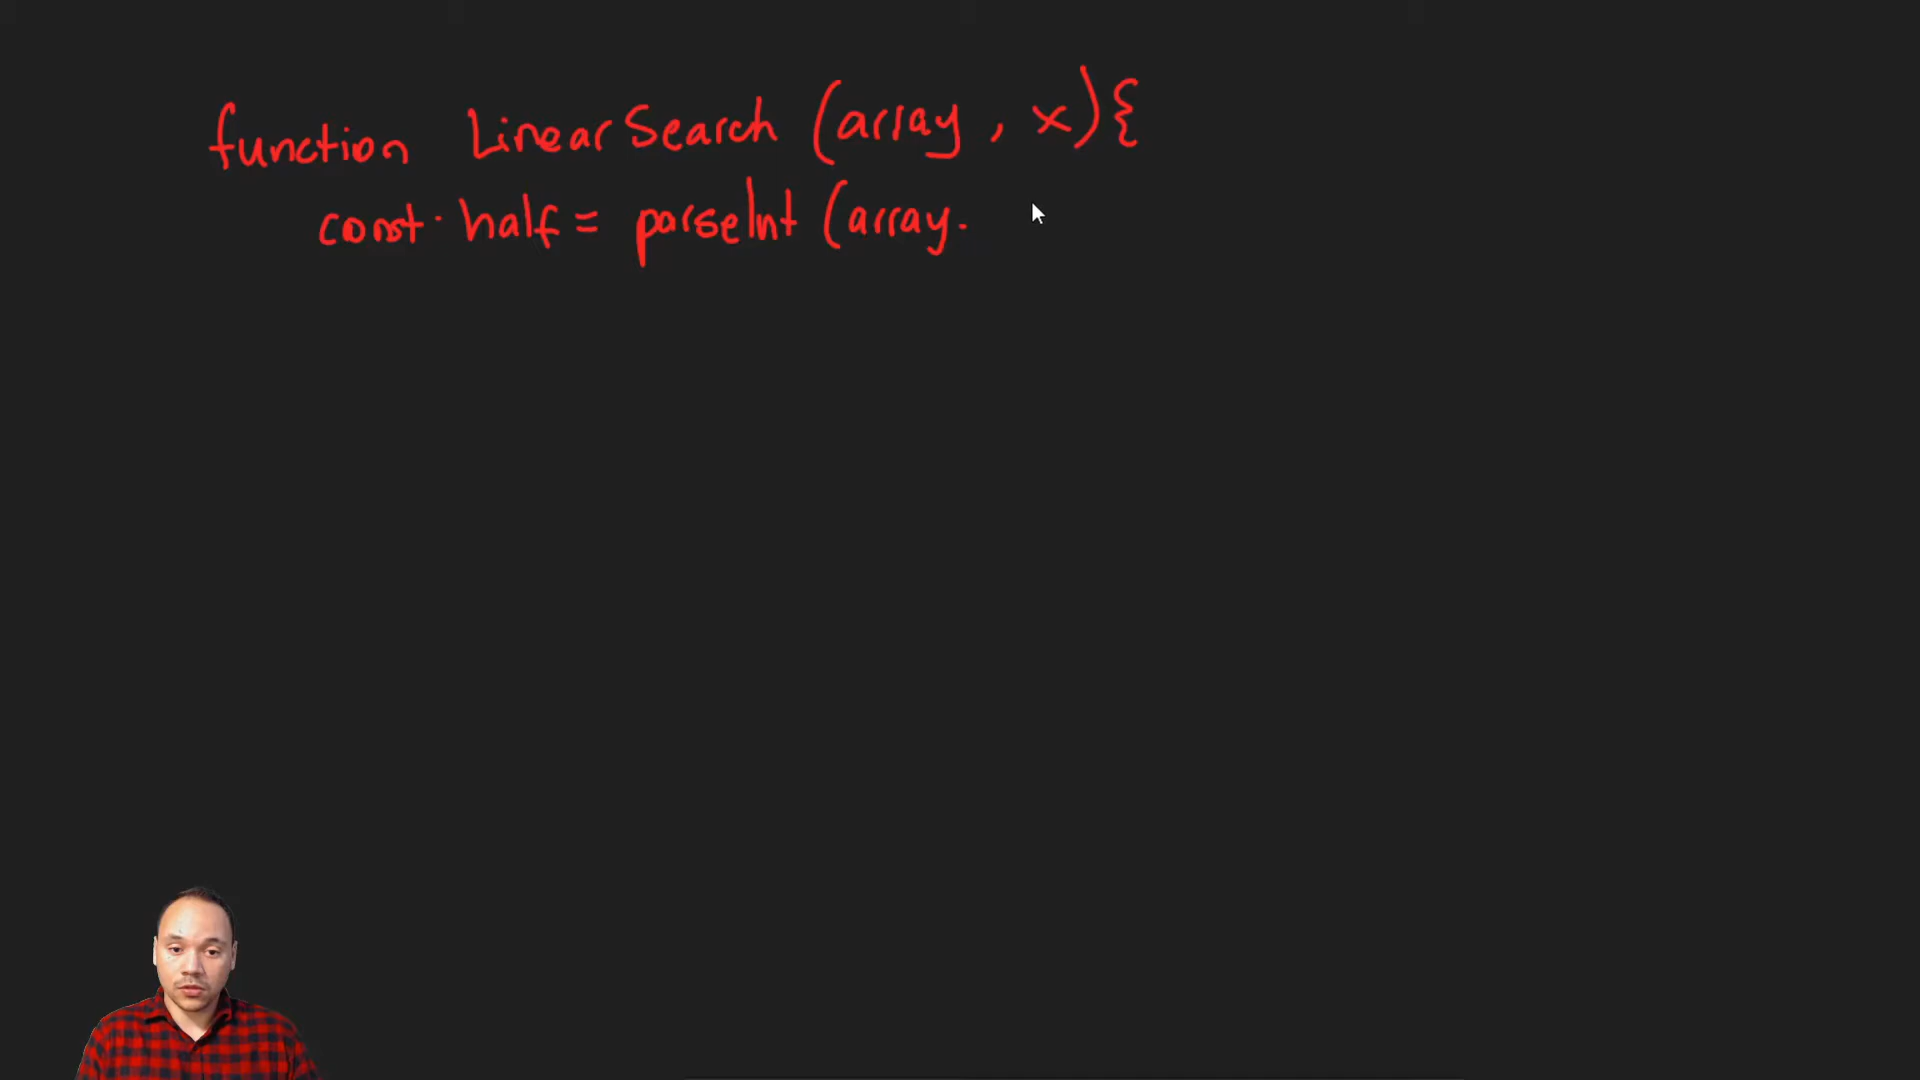 function LinearSearch (array , x){
const. half = parseInt (array.